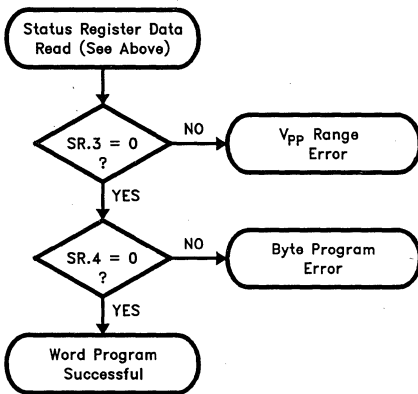 Status Register Data
Read (See Above)
SR.3 = 0
?
NO
VPP Range
Error
YES
SR.4 = 0
?
NO
Byte Program
Error
YES
Word Program
Successful